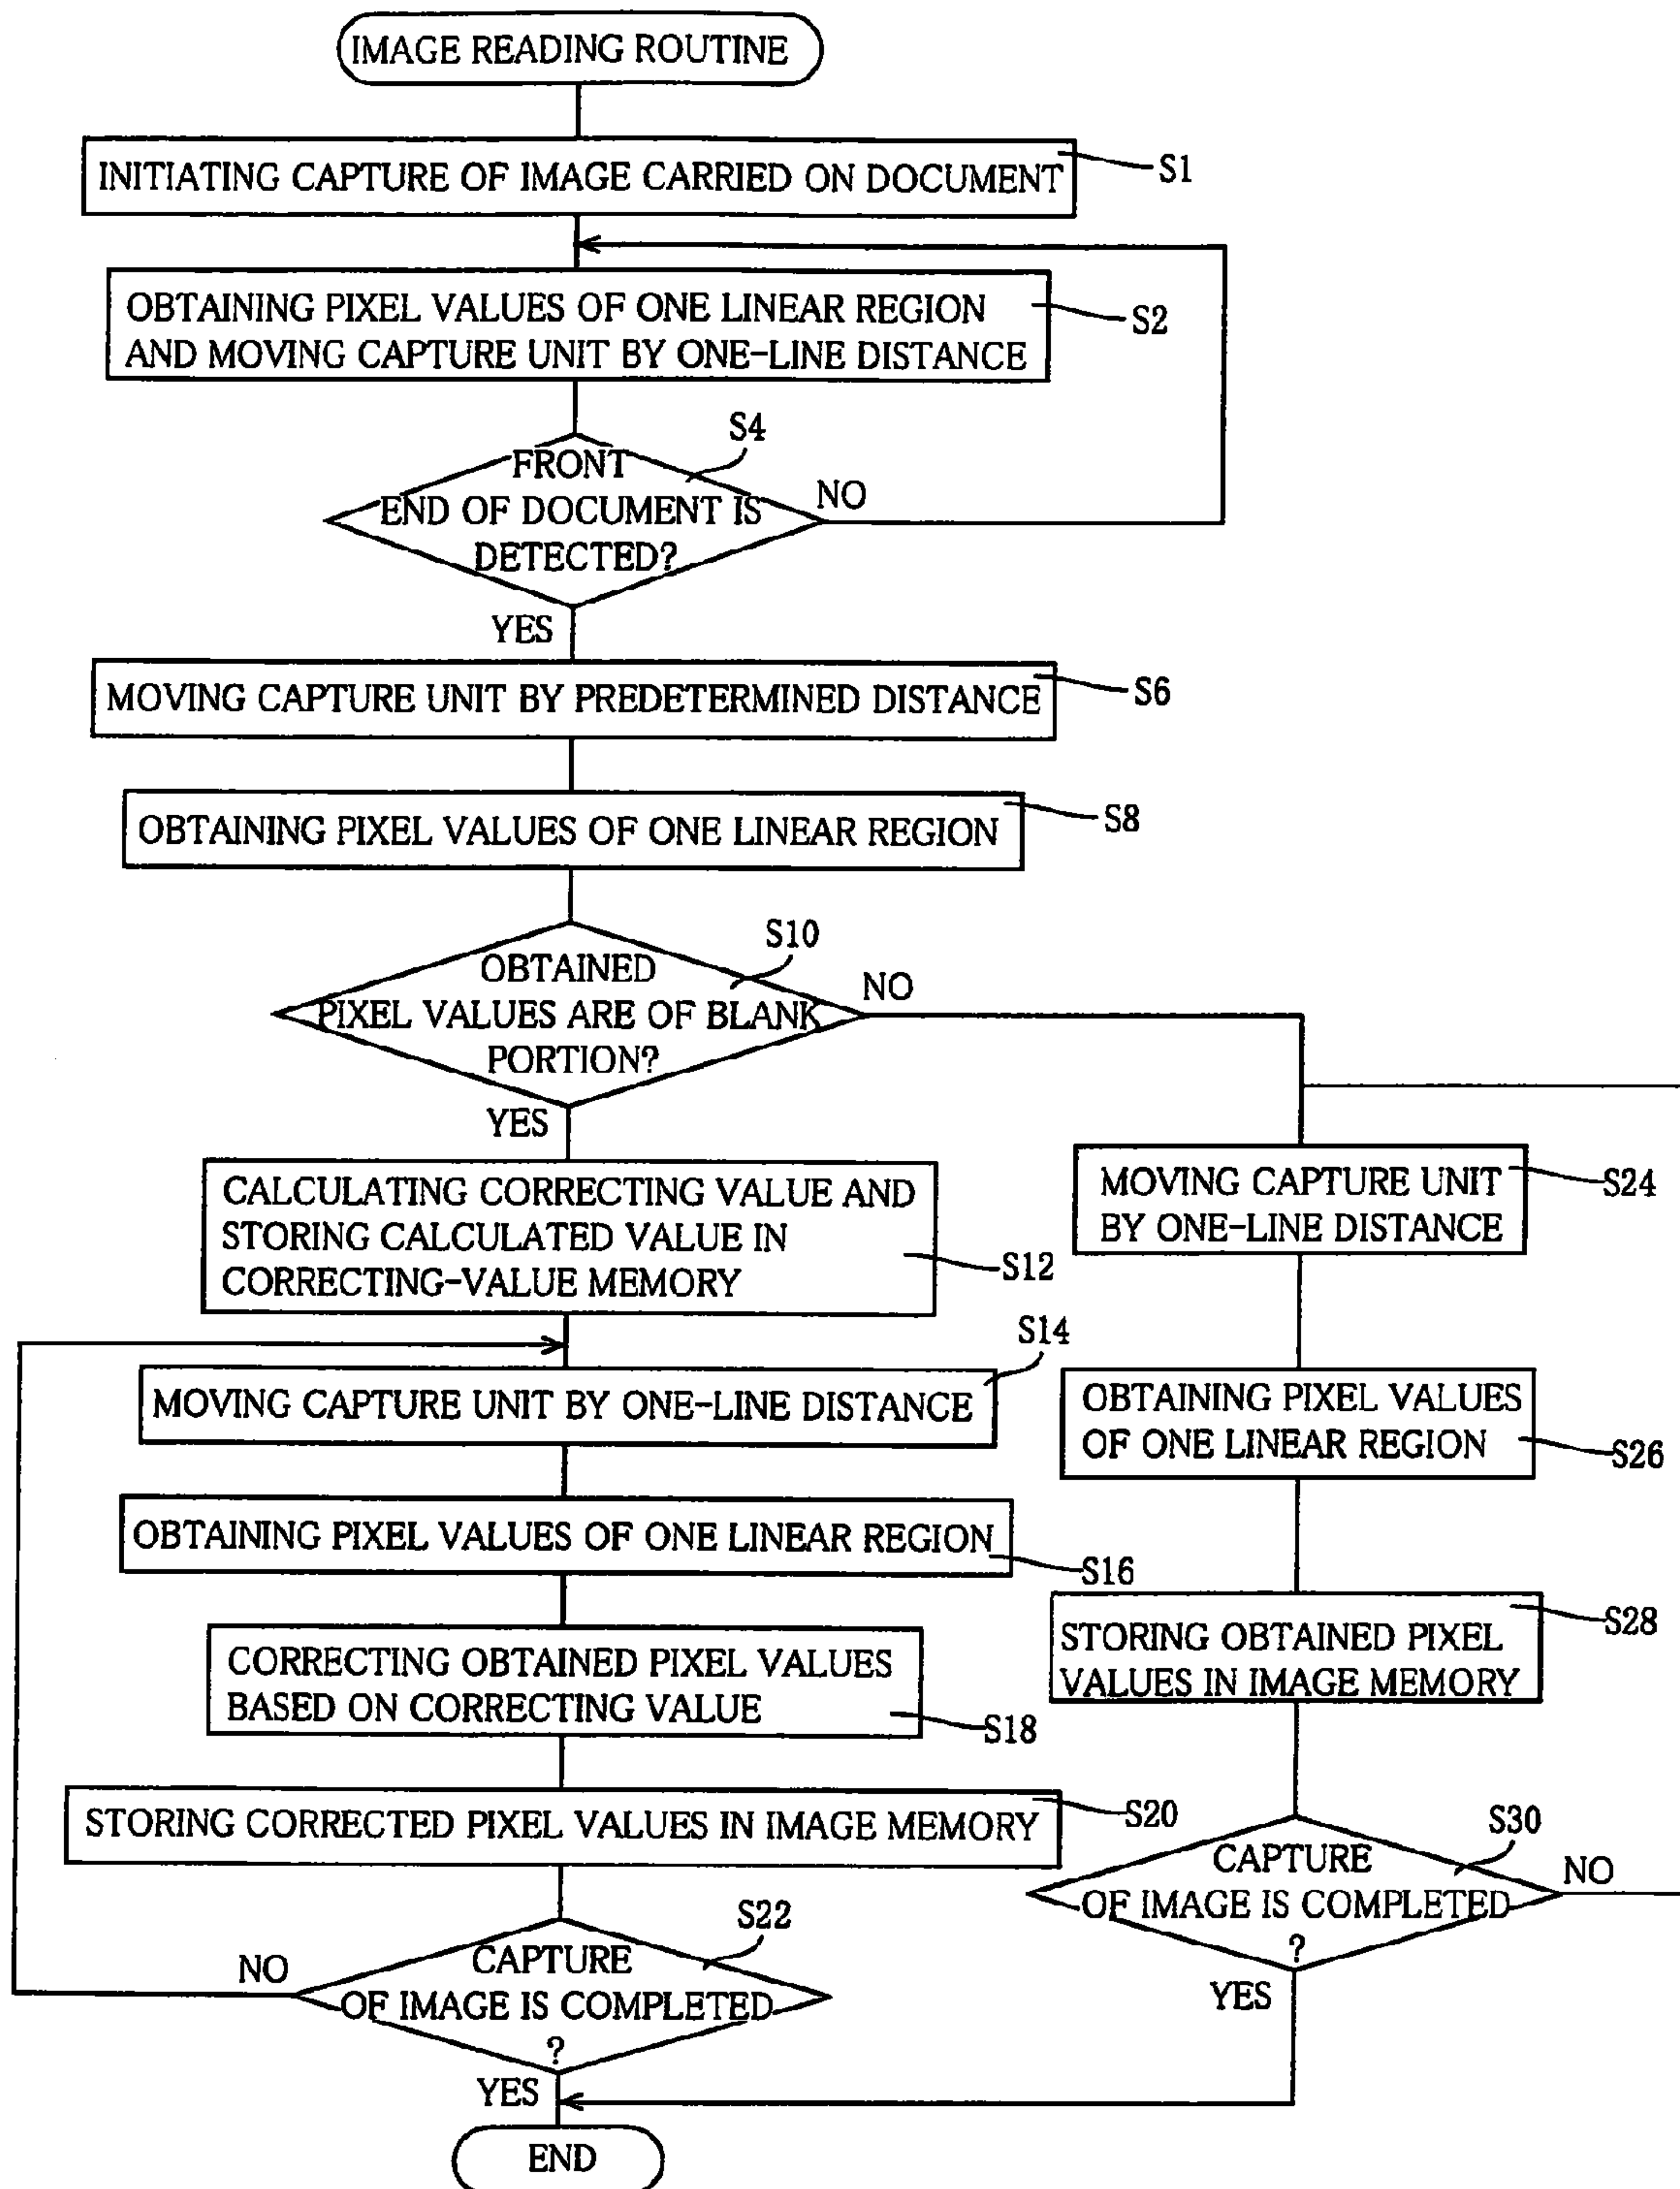 IMAGE READING ROUTINE
INITIATING CAPTURE OF IMAGE CARRIED ON DOCUMENT
S1
OBTAINING PIXEL VALUES OF ONE LINEAR REGION
AND MOVING CAPTURE UNIT BY ONE-LINE DISTANCE
S2
S4
FRONT
END OF DOCUMENT IS
DETECTED?
NO
YES
MOVING CAPTURE UNIT BY PREDETERMINED DISTANCE
S6
OBTAINING PIXEL VALUES OF ONE LINEAR REGION
S8
S10
OBTAINED
PIXEL VALUES ARE OF BLANK
PORTION?
NO
YES
CALCULATING CORRECTING VALUE AND
STORING CALCULATED VALUE IN
CORRECTING-VALUE MEMORY
S12
S14
MOVING CAPTURE UNIT BY ONE-LINE DISTANCE
OBTAINING PIXEL VALUES OF ONE LINEAR REGION
S16
CORRECTING OBTAINED PIXEL VALUES
BASED ON CORRECTING VALUE
S18
STORING CORRECTED PIXEL VALUES IN IMAGE MEMORY
S20
S22
CAPTURE
OF IMAGE IS COMPLETED
?
NO
YES
MOVING CAPTURE UNIT
BY ONE-LINE DISTANCE
S24
OBTAINING PIXEL VALUES
OF ONE LINEAR REGION
S26
STORING OBTAINED PIXEL
VALUES IN IMAGE MEMORY
S28
S30
CAPTURE
OF IMAGE IS COMPLETED
?
NO
YES
END